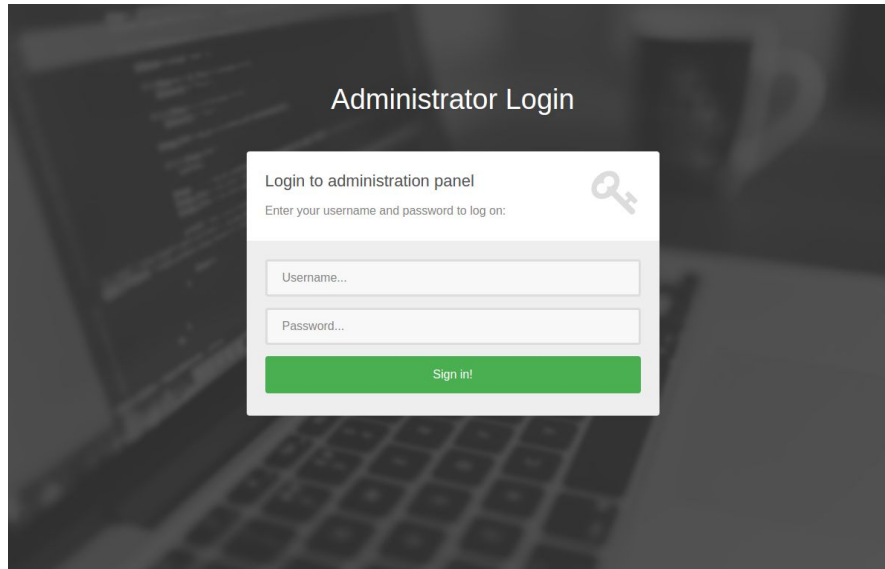 Administrator Login
Login to administration panel
Enter your username and password to log on:
Username...
Password...
Sign in!